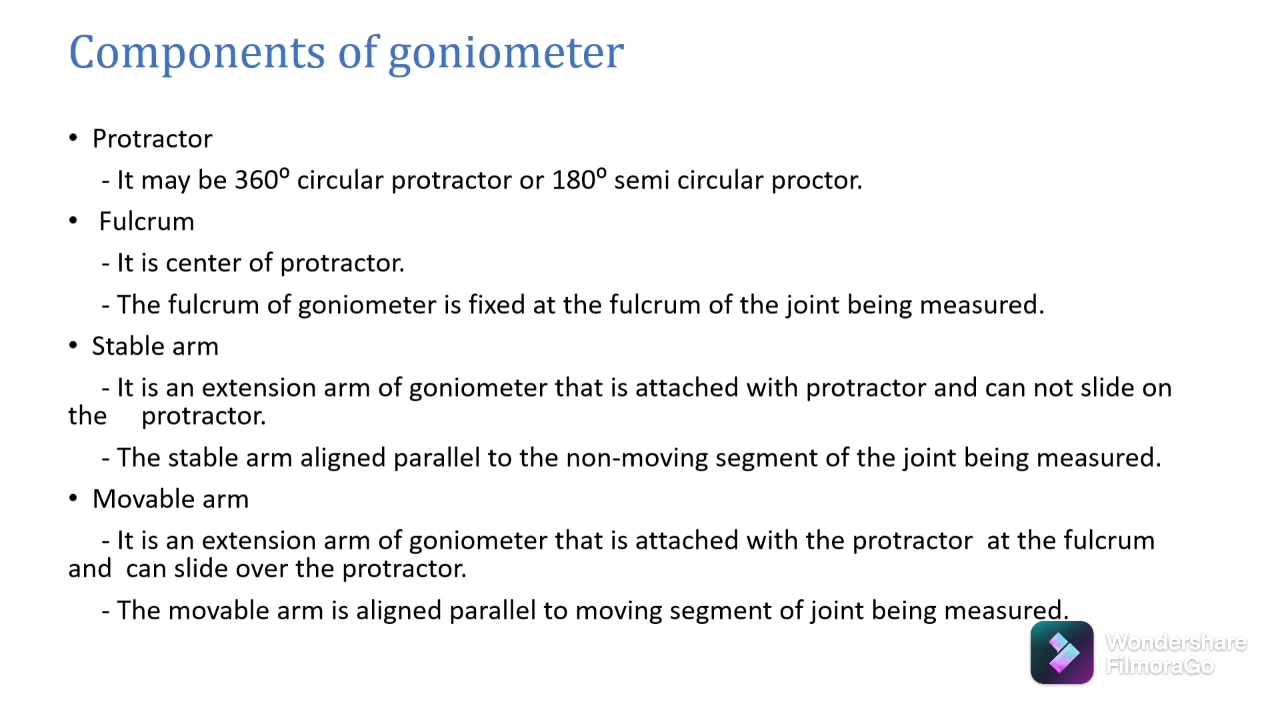 Components of goniometer
• Protractor
- It may be 360⁰ circular protractor or 180⁰ semi circular proctor.
• Fulcrum
- It is center of protractor.
- The fulcrum of goniometer is fixed at the fulcrum of the joint being measured.
• Stable arm
- It is an extension arm of goniometer that is attached with protractor and can not slide on
the protractor.
- The stable arm aligned parallel to the non-moving segment of the joint being measured.
• Movable arm
- It is an extension arm of goniometer that is attached with the protractor at the fulcrum
and can slide over the protractor.
- The movable arm is aligned parallel to moving segment of joint being measured.
Wondershare
FilmoraGo